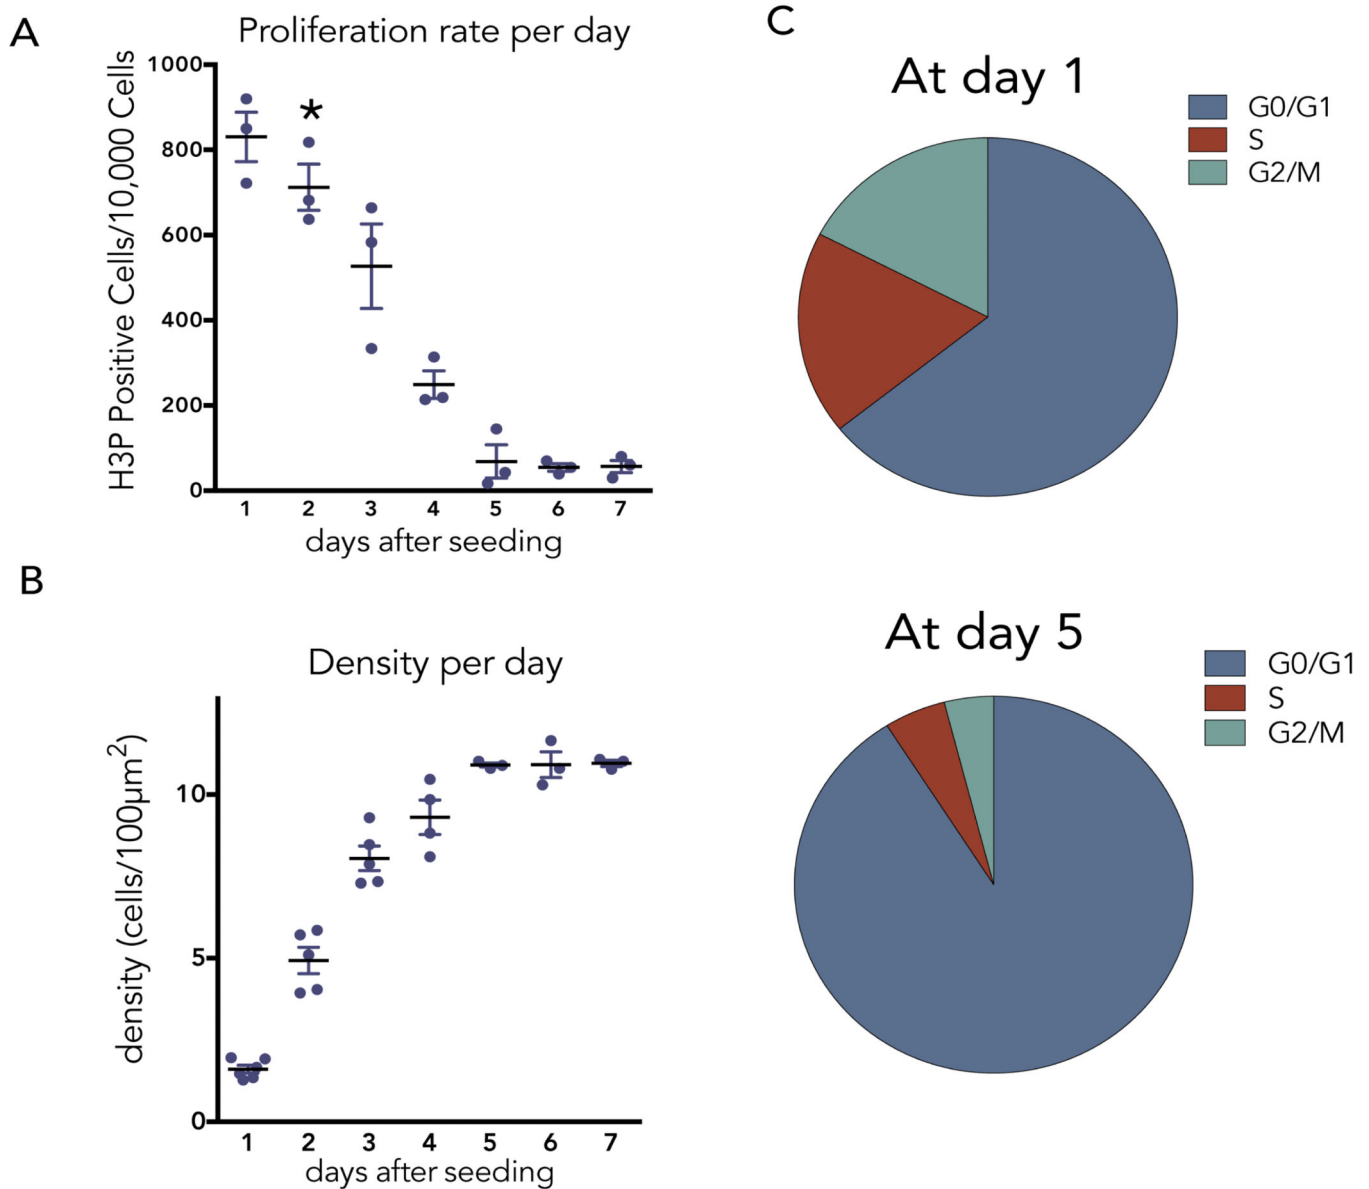 A
Proliferation rate per day
H3P Positive Cells/10,000 Cells
1000
800
600
400
200
0
*
1 2 3 4 5 6 7
days after seeding
B
Density per day
density (cells/100µm²)
10
5
0
1 2 3 4 5 6 7
days after seeding
C
At day 1
G0/G1
S
G2/M
At day 5
G0/G1
S
G2/M